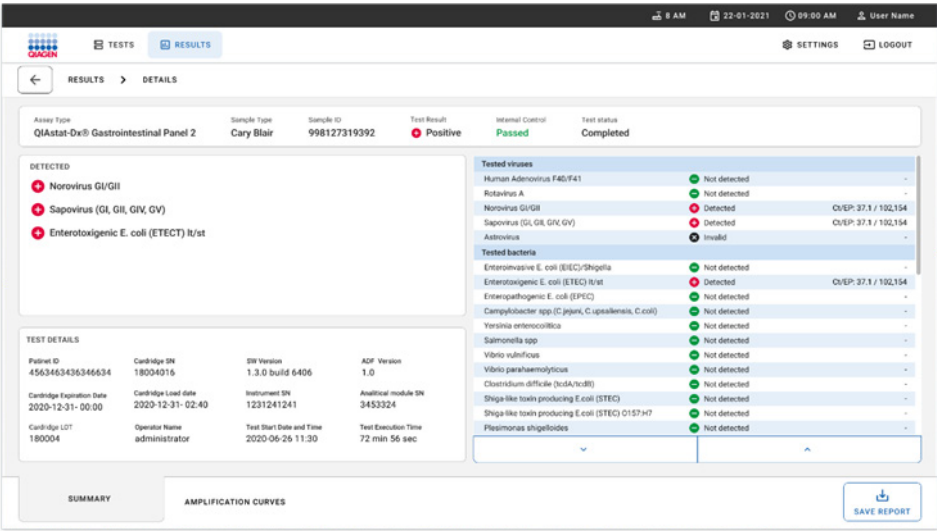 8 AM 22-01-2021 09:00 AM User Name
QIAGEN TESTS RESULTS SETTINGS LOGOUT
RESULTS > DETAILS
Assay Type Sample Type Sample ID Test Result Internal Control Test status
QIAstat-Dx® Gastrointestinal Panel 2 Cary Blair 998127319392 Positive Passed Completed
DETECTED
Norovirus GI/GII
Sapovirus (GI, GII, GIV, GV)
Enterotoxigenic E. coli (ETECT) lt/st
TEST DETAILS
Patinet ID Cardridge SN SW Version ADF Version
4563463436346634 18004016 1.3.0 build 6406 1.0
Cardridge Expiration Date Cardridge Load date Instrument SN Analitical module SN
2020-12-31- 00:00 2020-12-31- 02:40 1231241241 3453324
Cardridge LOT Operator Name Test Start Date and Time Test Execution Time
180004 administrator 2020-06-26 11:30 72 min 56 sec
Tested viruses
Human Adenovirus F40/F41 Not detected -
Rotavirus A Not detected -
Norovirus GI/GII Detected Ct/EP: 37.1 / 102,154
Sapovirus (GI, GII, GIV, GV) Detected Ct/EP: 37.1 / 102,154
Astrovirus Invalid -
Tested bacteria
Enteroinvasive E. coli (EIEC)/Shigella Not detected -
Enterotoxigenic E. coli (ETEC) lt/st Detected Ct/EP: 37.1 / 102,154
Enteropathogenic E. coli (EPEC) Not detected -
Campylobacter spp.(C.jejuni, C.upsaliensis, C.coli) Not detected -
Yersinia enterocolitica Not detected -
Salmonella spp Not detected -
Vibrio vulnificus Not detected -
Vibrio parahaemolyticus Not detected -
Clostridium difficile (tcdA/tcdB) Not detected -
Shiga-like toxin producing E.coli (STEC) Not detected -
Shiga-like toxin producing E.coli (STEC) O157:H7 Not detected -
Plesimonas shigelloides Not detected -
SUMMARY AMPLIFICATION CURVES SAVE REPORT